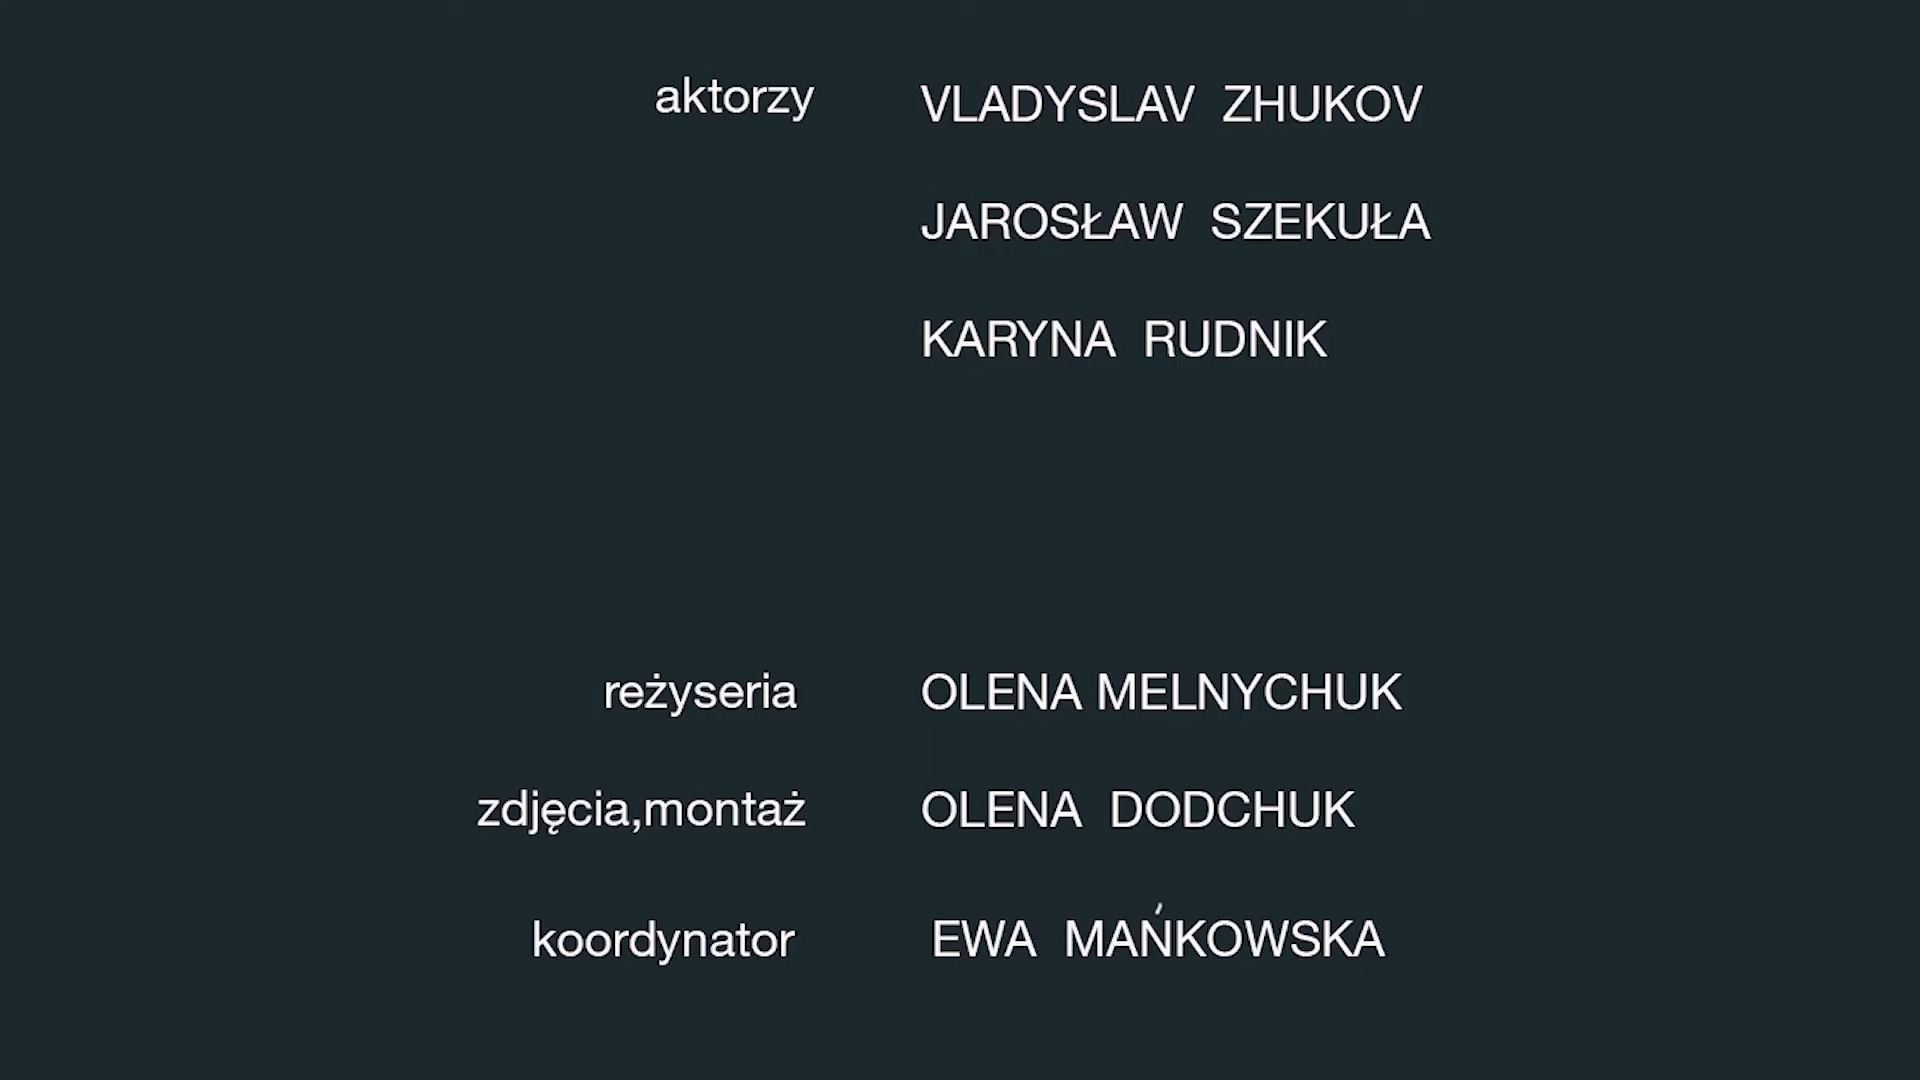 aktorzy VLADYSLAV ZHUKOV
JAROSŁAW SZEKUŁA
KARYNA RUDNIK
reżyseria OLENA MELNYCHUK
zdjęcia,montaż OLENA DODCHUK
koordynator EWA MAŃKOWSKA